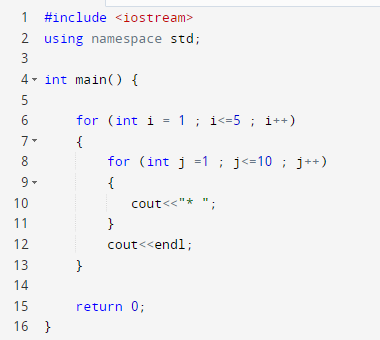 1 #include <iostream>
2 using namespace std;
3
4 int main() {
5
6 for (int i = 1 ; i<=5 ; i++)
7 {
8 for (int j =1 ; j<=10 ; j++)
9 {
10 cout<<"* ";
11 }
12 cout<<endl;
13 }
14
15 return 0;
16 }